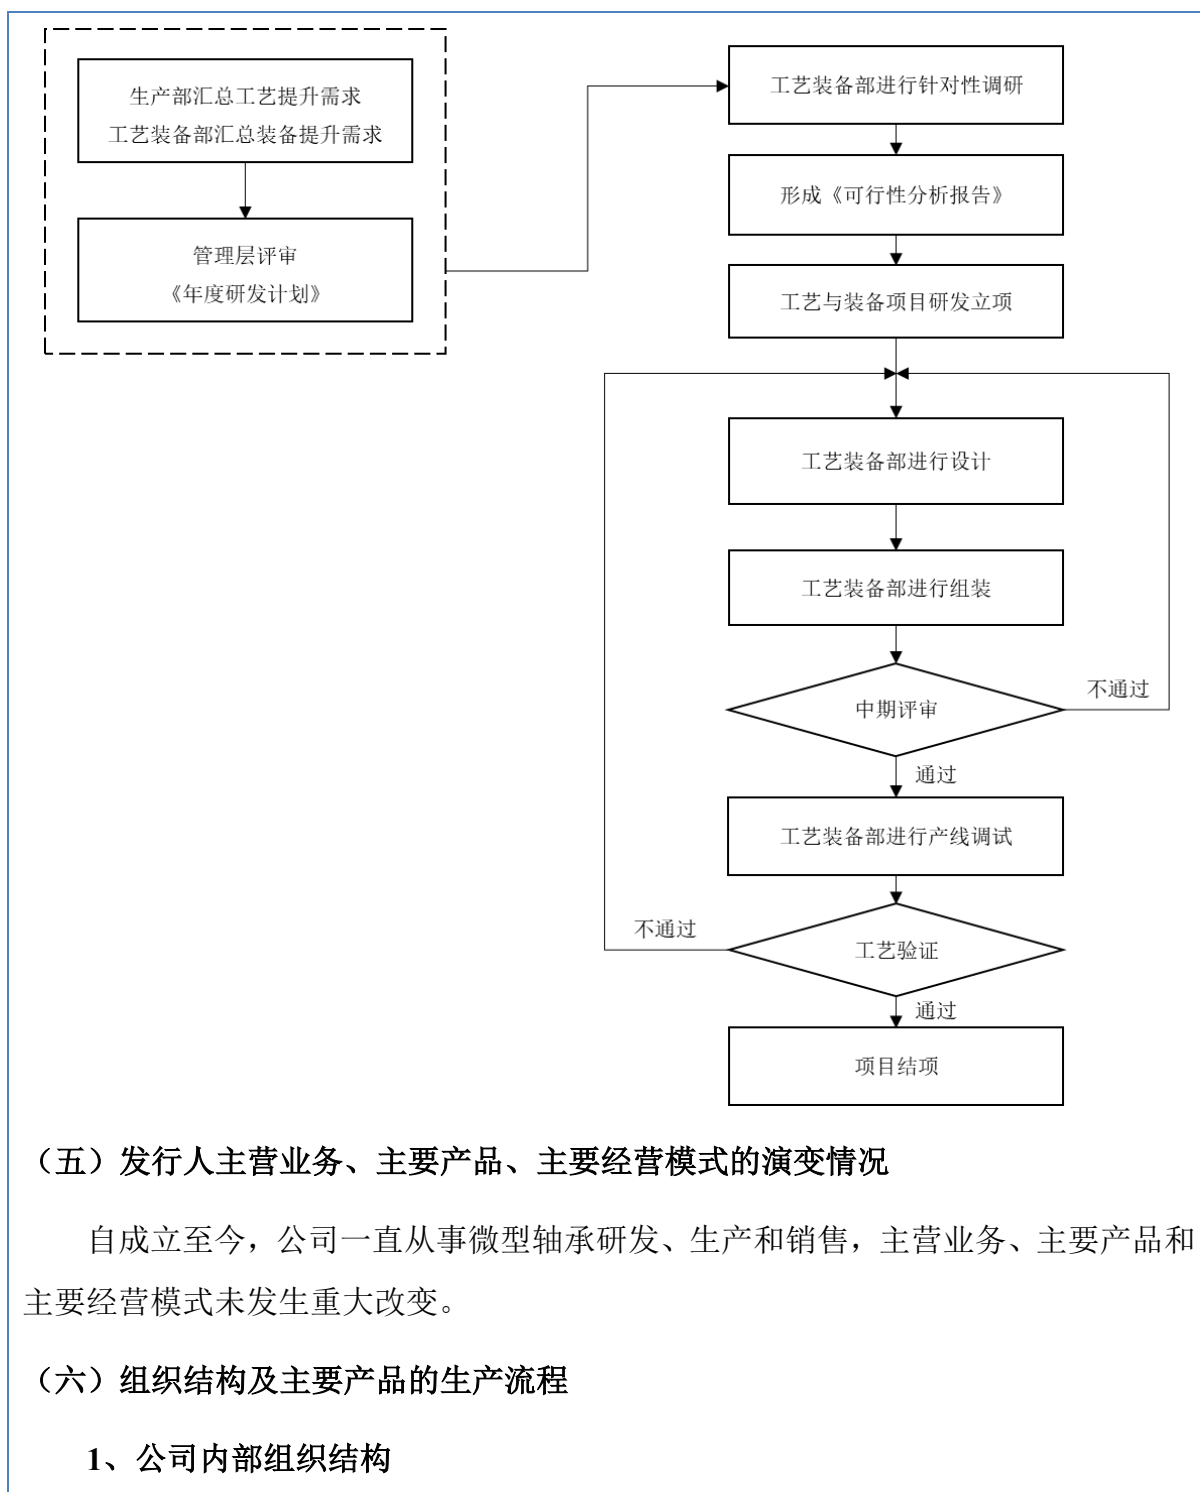 生产部汇总工艺提升需求
工艺装备部汇总装备提升需求
管理层评审
《年度研发计划》
工艺装备部进行针对性调研
形成《可行性分析报告》
工艺与装备项目研发立项
工艺装备部进行设计
工艺装备部进行组装
中期评审
不通过
通过
工艺装备部进行产线调试
不通过
工艺验证
通过
项目结项
（五）发行人主营业务、主要产品、主要经营模式的演变情况
自成立至今，公司一直从事微型轴承研发、生产和销售，主营业务、主要产品和
主要经营模式未发生重大改变。
（六）组织结构及主要产品的生产流程
1、公司内部组织结构